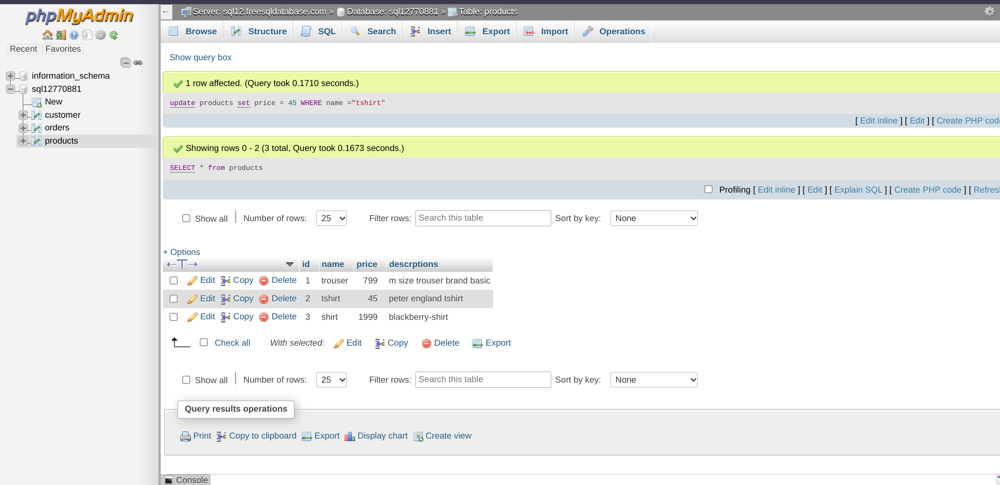 phpMyAdmin
Recent Favorites
information_schema
sql12770881
New
customer
orders
products
← Server: sql12.freesqldatabase.com » Database: sql12770881 » Table: products
Browse Structure SQL Search Insert Export Import Operations
Show query box
1 row affected. (Query took 0.1710 seconds.)
update products set price = 45 WHERE name ="tshirt"
[ Edit inline ] [ Edit ] [ Create PHP code
Showing rows 0 - 2 (3 total, Query took 0.1673 seconds.)
SELECT * from products
Profiling [ Edit inline ] [ Edit ] [ Explain SQL ] [ Create PHP code ] [ Refres
Show all Number of rows: 25 Filter rows: Search this table Sort by key: None
+ Options
←T→ id name price descrptions
Edit Copy Delete 1 trouser 799 m size trouser brand basic
Edit Copy Delete 2 tshirt 45 peter england tshirt
Edit Copy Delete 3 shirt 1999 blackberry-shirt
Check all With selected: Edit Copy Delete Export
Show all Number of rows: 25 Filter rows: Search this table Sort by key: None
Query results operations
Print Copy to clipboard Export Display chart Create view
Console